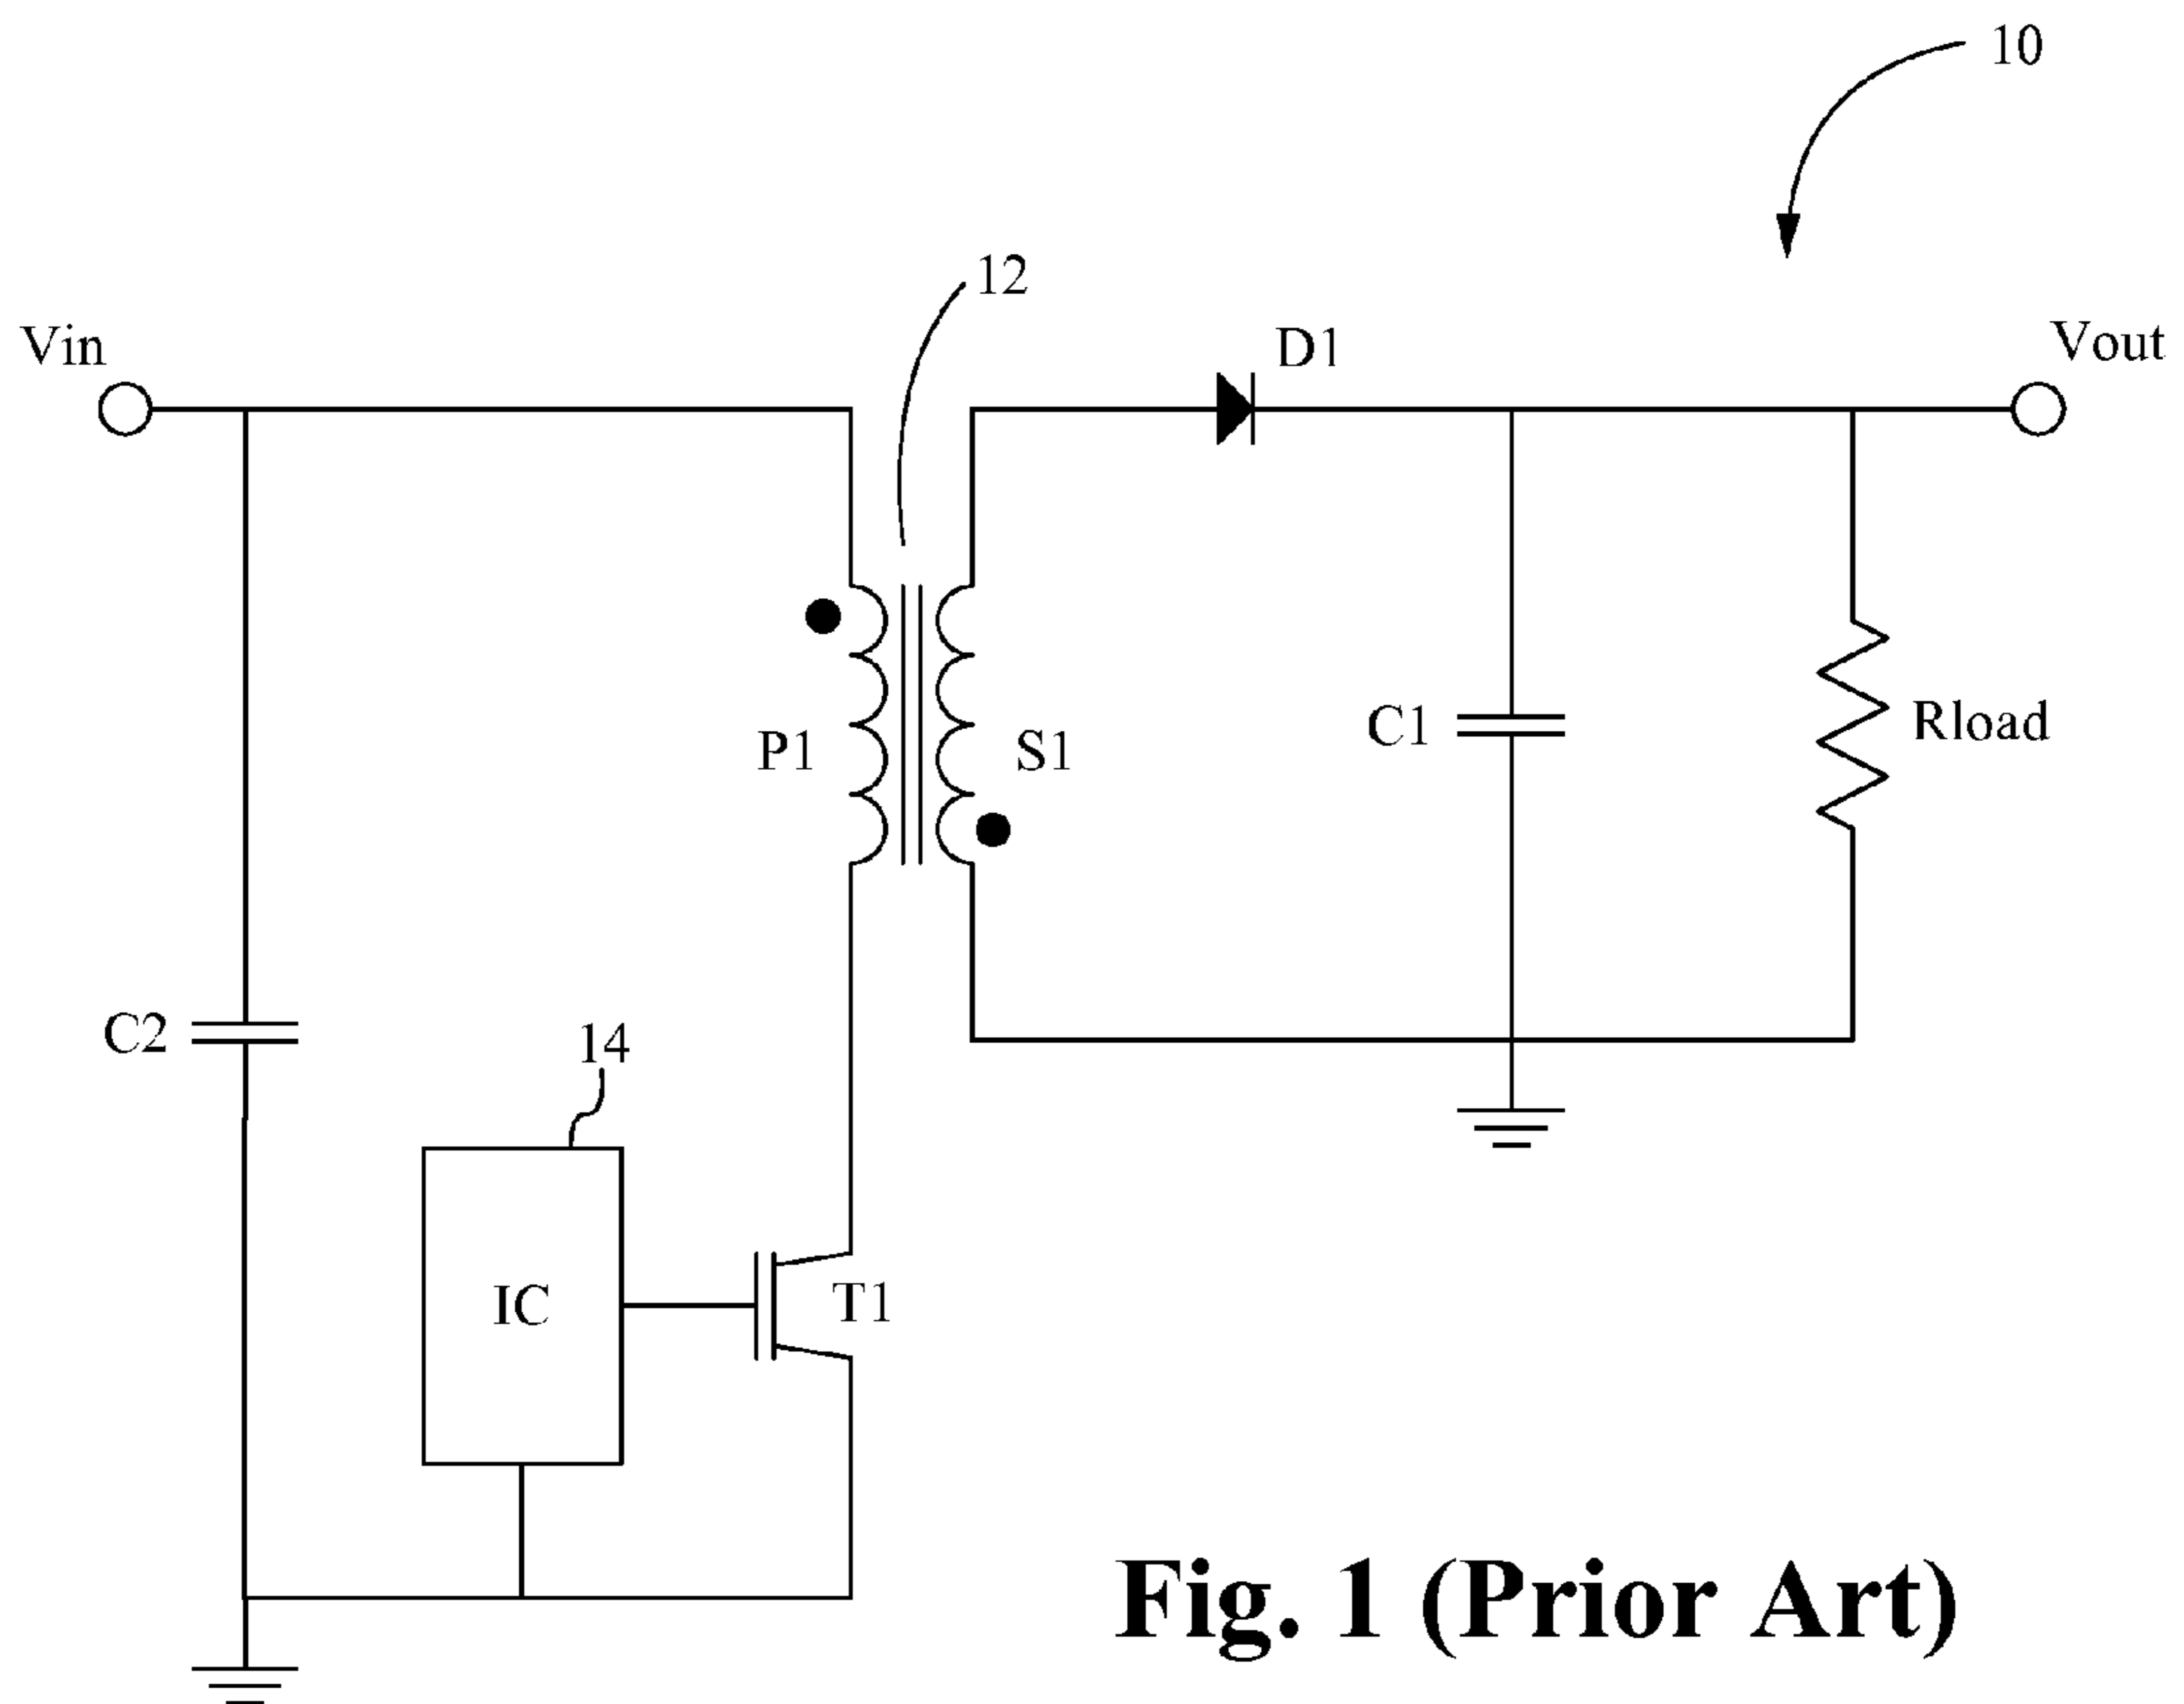 10
12
Vin
D1
Vout
P1
S1
C1
Rload
C2
14
IC
T1
Fig. 1 (Prior Art)